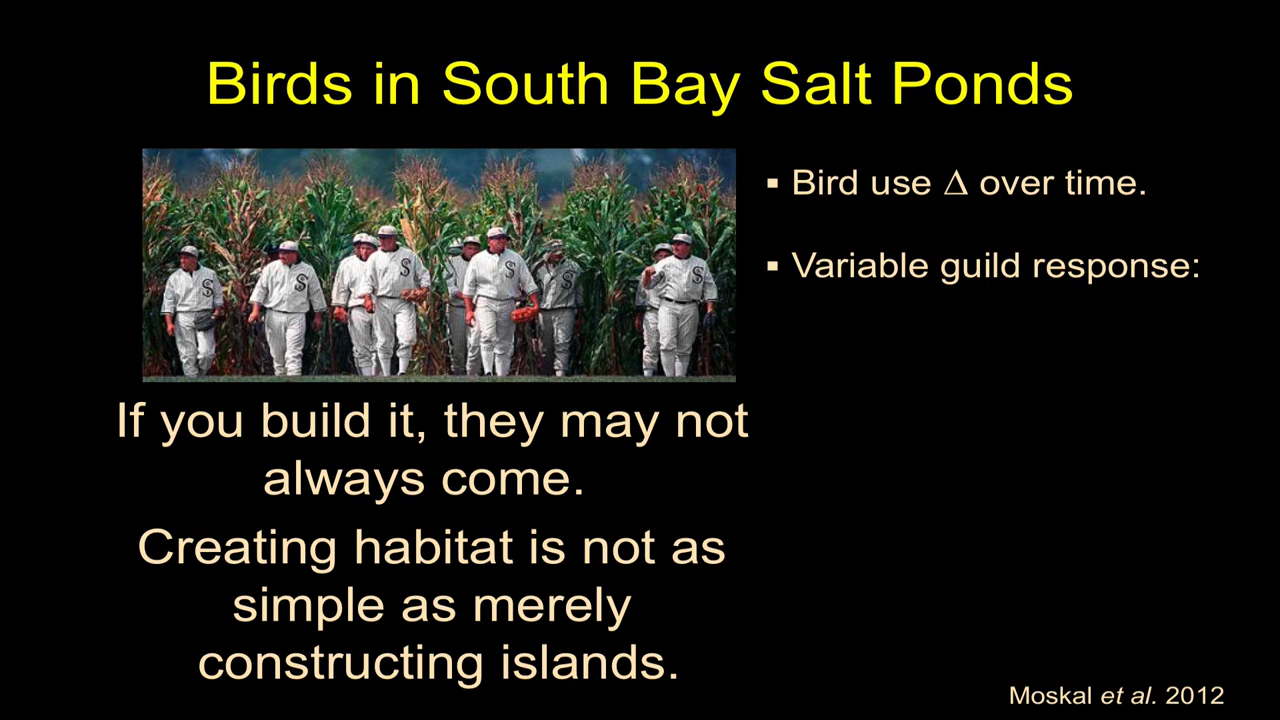 Birds in South Bay Salt Ponds
▪ Bird use Δ over time.
▪ Variable guild response:
If you build it, they may not
always come.
Creating habitat is not as
simple as merely
constructing islands.
Moskal et al. 2012